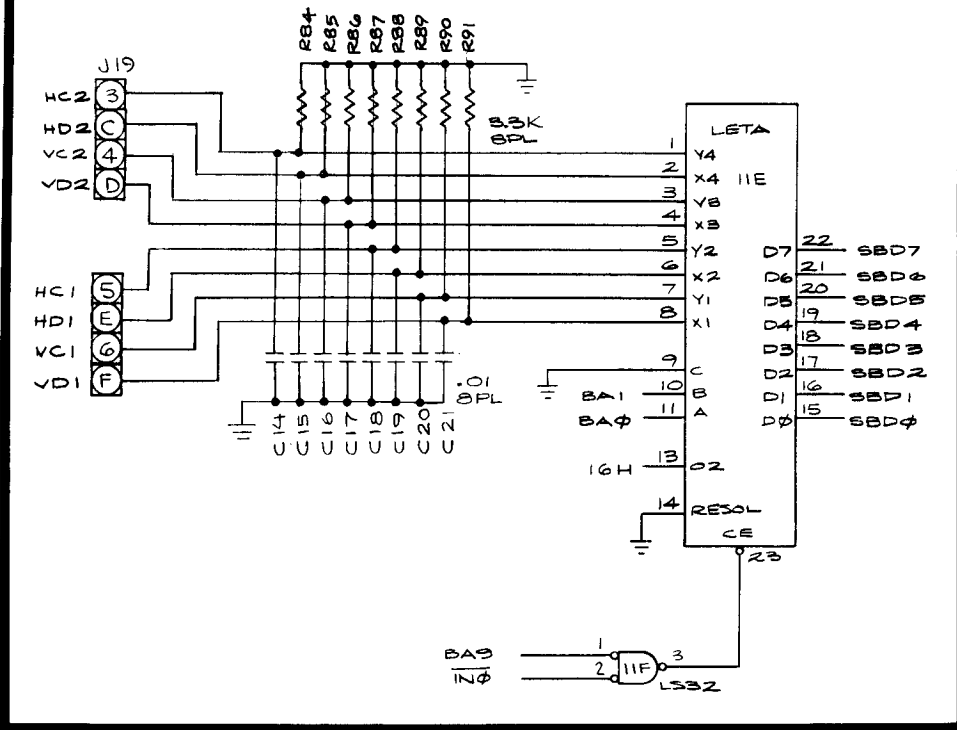 R84 R85 R86 R87 R88 R89 R90 R91
J19
HC2 3
HD2 C
VC2 4
VD2 D
3.3K
8PL
LETA
11E
1 Y4
2 X4
3 Y3
4 X3
5 Y2
6 X2
7 Y1
8 X1
HC1 5
HD1 E
VC1 6
VD1 F
D7 22 SBD7
D6 21 SBD6
D5 20 SBD5
D4 19 SBD4
D3 18 SBD3
D2 17 SBD2
D1 16 SBD1
DØ 15 SBDØ
9 C
BA1 10 B
BAØ 11 A
.01
8PL
C14 C15 C16 C17 C18 C19 C20 C21
16H 13 02
14 RESOL
CE
23
BA9 1
INØ 2
11F 3
LS32